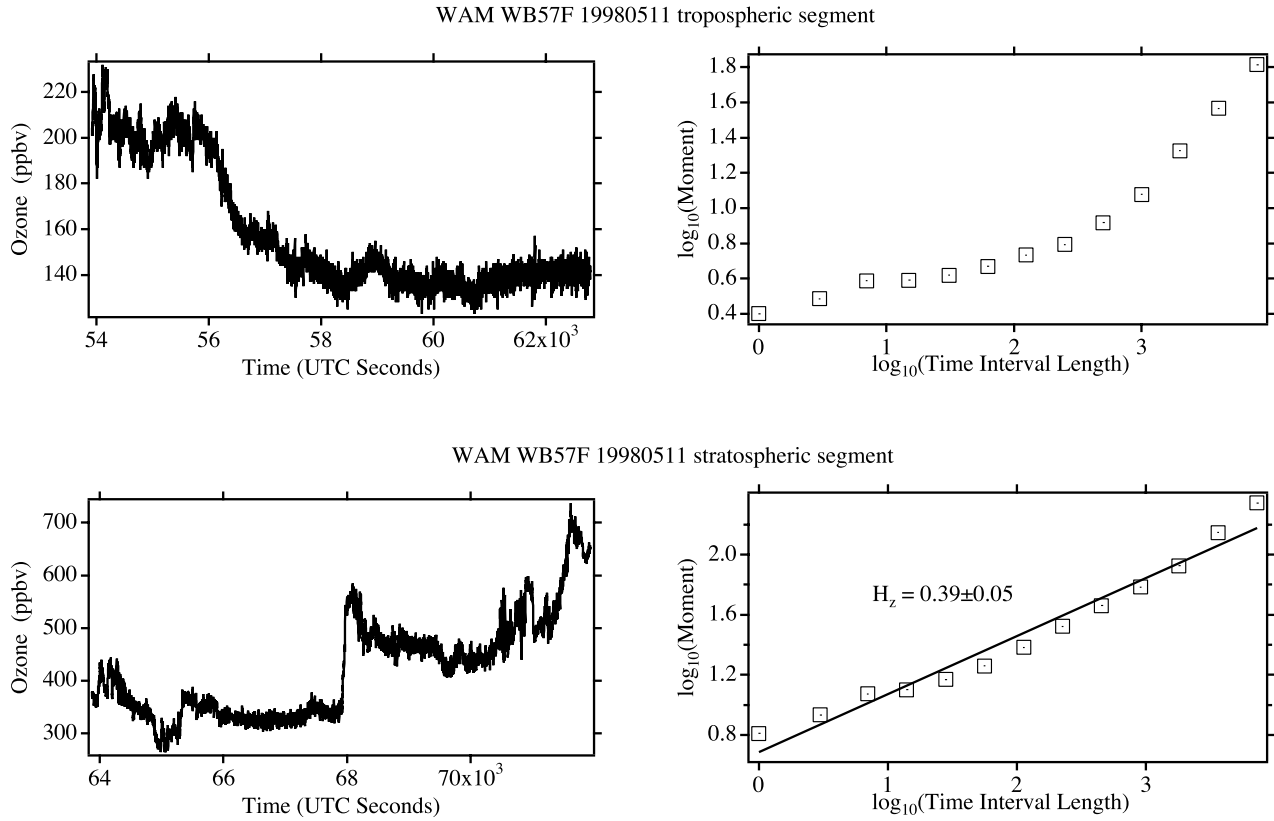 WAM WB57F 19980511 tropospheric segment
220
200
180
160
140
Ozone (ppbv)
54 56 58 60 62x10³
Time (UTC Seconds)
1.8
1.6
1.4
1.2
1.0
0.8
0.6
0.4
log₁₀(Moment)
0 1 2 3
log₁₀(Time Interval Length)
WAM WB57F 19980511 stratospheric segment
700
600
500
400
300
Ozone (ppbv)
64 66 68 70x10³
Time (UTC Seconds)
2.0
1.6
1.2
0.8
log₁₀(Moment)
H_z = 0.39±0.05
0 1 2 3
log₁₀(Time Interval Length)